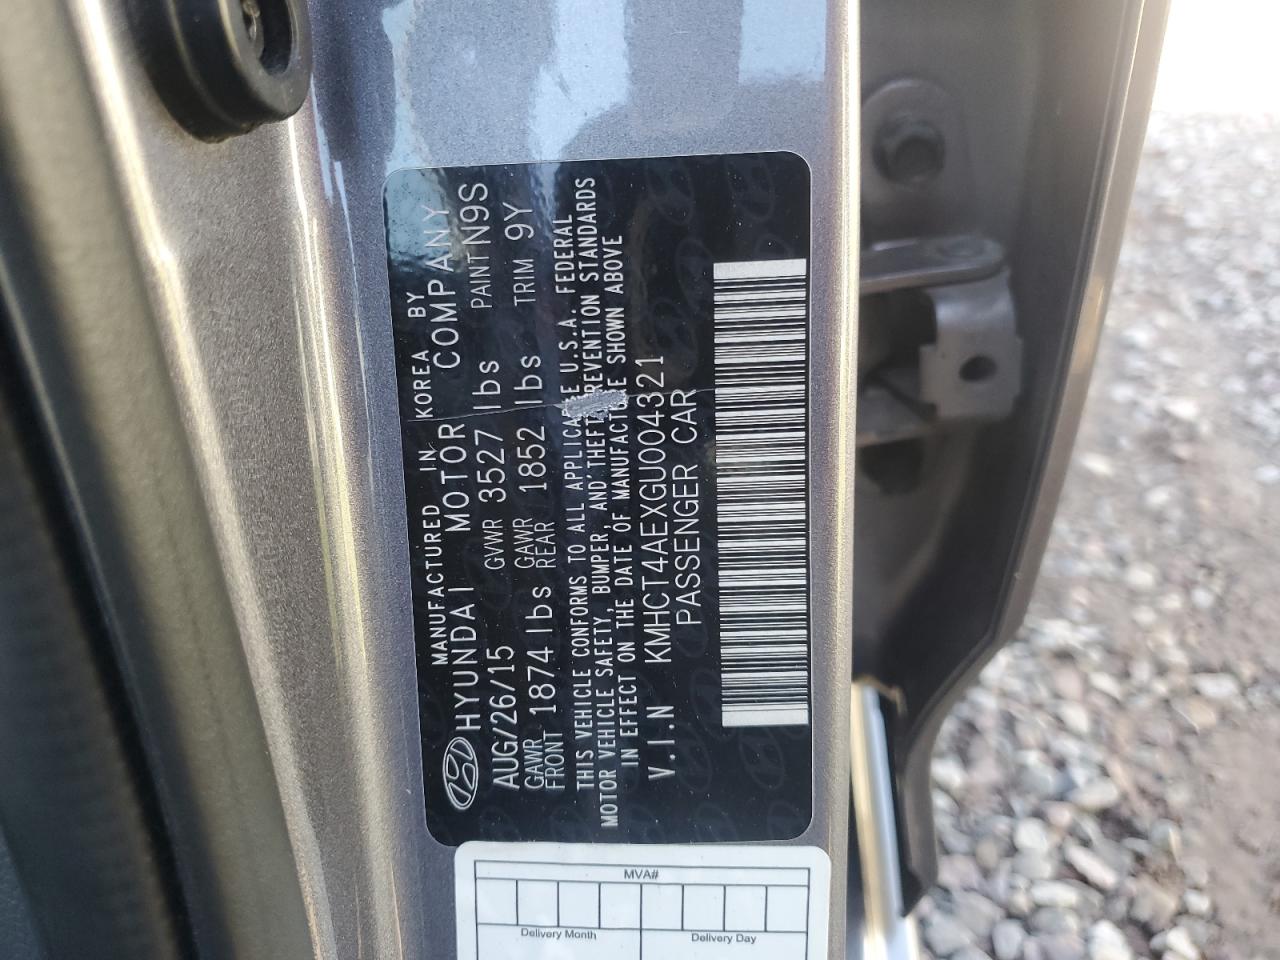 MANUFACTURED IN KOREA BY
HYUNDAI MOTOR COMPANY
AUG/26/15 GVWR 3527 lbs PAINT N9S
GAWR FRONT 1874 lbs GAWR REAR 1852 lbs TRIM 9Y
THIS VEHICLE CONFORMS TO ALL APPLICABLE U.S.A. FEDERAL
MOTOR VEHICLE SAFETY, BUMPER, AND THEFT PREVENTION STANDARDS
IN EFFECT ON THE DATE OF MANUFACTURE SHOWN ABOVE
V.I.N KMHCT4AEXGU004321
PASSENGER CAR
MVA#
Delivery Month Delivery Day